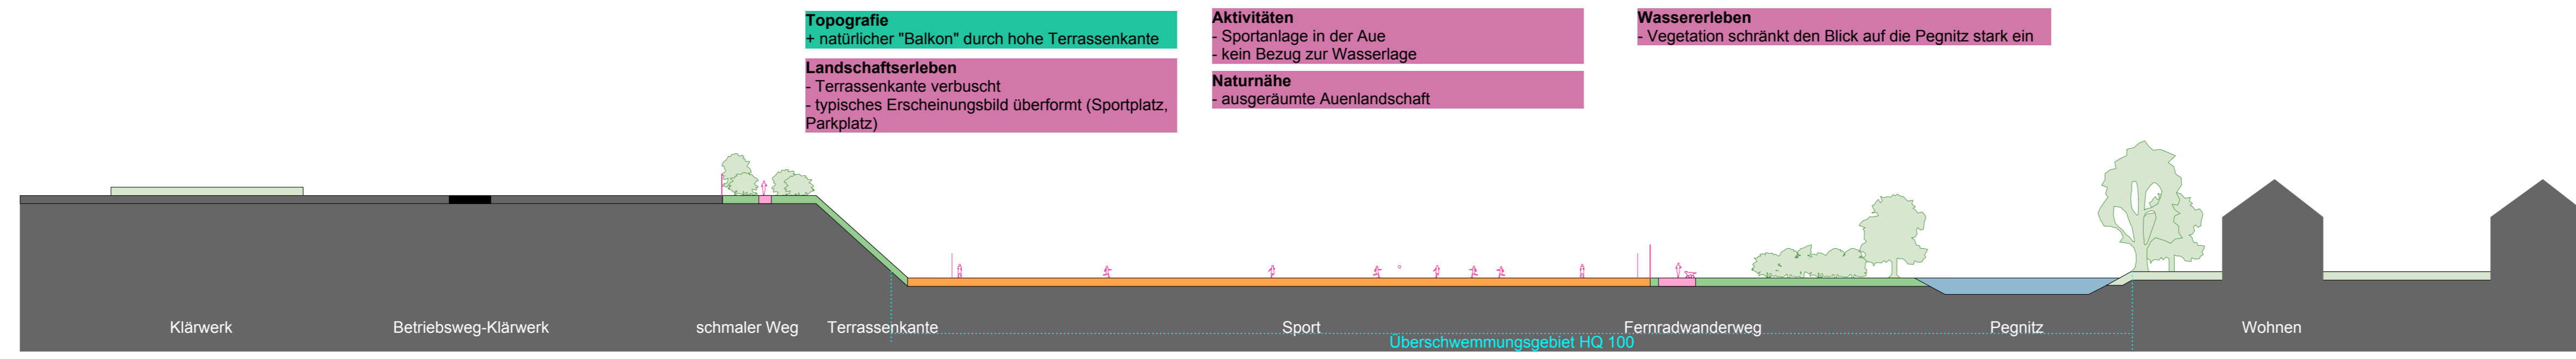 Topografie
+ natürlicher "Balkon" durch hohe Terrassenkante
Landschaftserleben
- Terrassenkante verbuscht
- typisches Erscheinungsbild überformt (Sportplatz,
Parkplatz)
Aktivitäten
- Sportanlage in der Aue
- kein Bezug zur Wasserlage
Naturnähe
- ausgeräumte Auenlandschaft
Wassererleben
- Vegetation schränkt den Blick auf die Pegnitz stark ein
Klärwerk
Betriebsweg-Klärwerk
schmaler Weg
Terrassenkante
Sport
Fernradwanderweg
Pegnitz
Wohnen
Überschwemmungsgebiet HQ 100